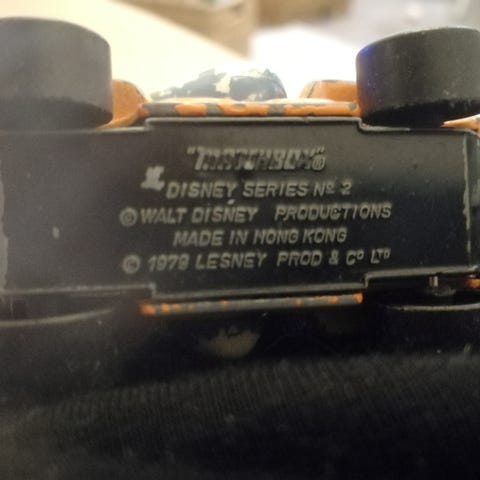 "MATCHBOX"®
DISNEY SERIES Nº 2
© WALT DISNEY PRODUCTIONS
MADE IN HONG KONG
© 1979 LESNEY PROD & Cº LTD